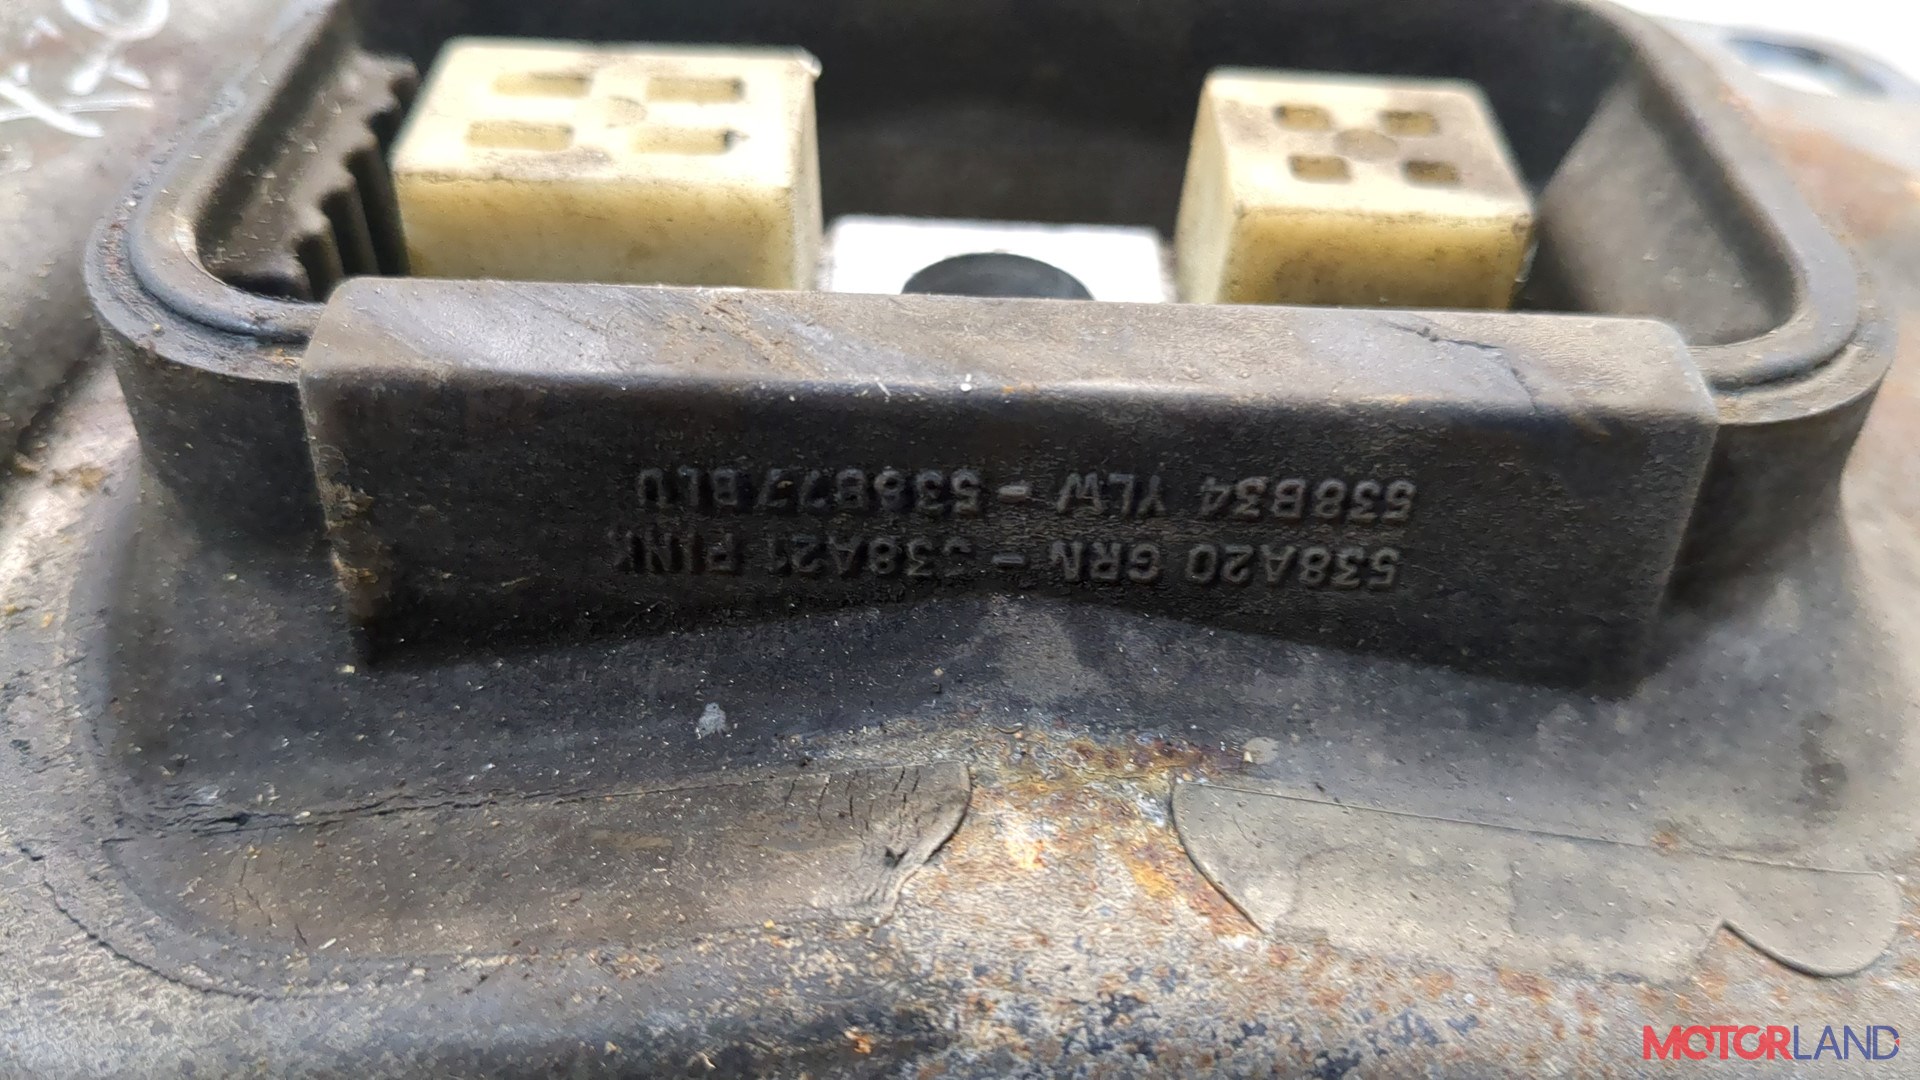 538A20 GRN - 538A21 PINK
538B34 YLW - 538B77 BLU
MOTORLAND